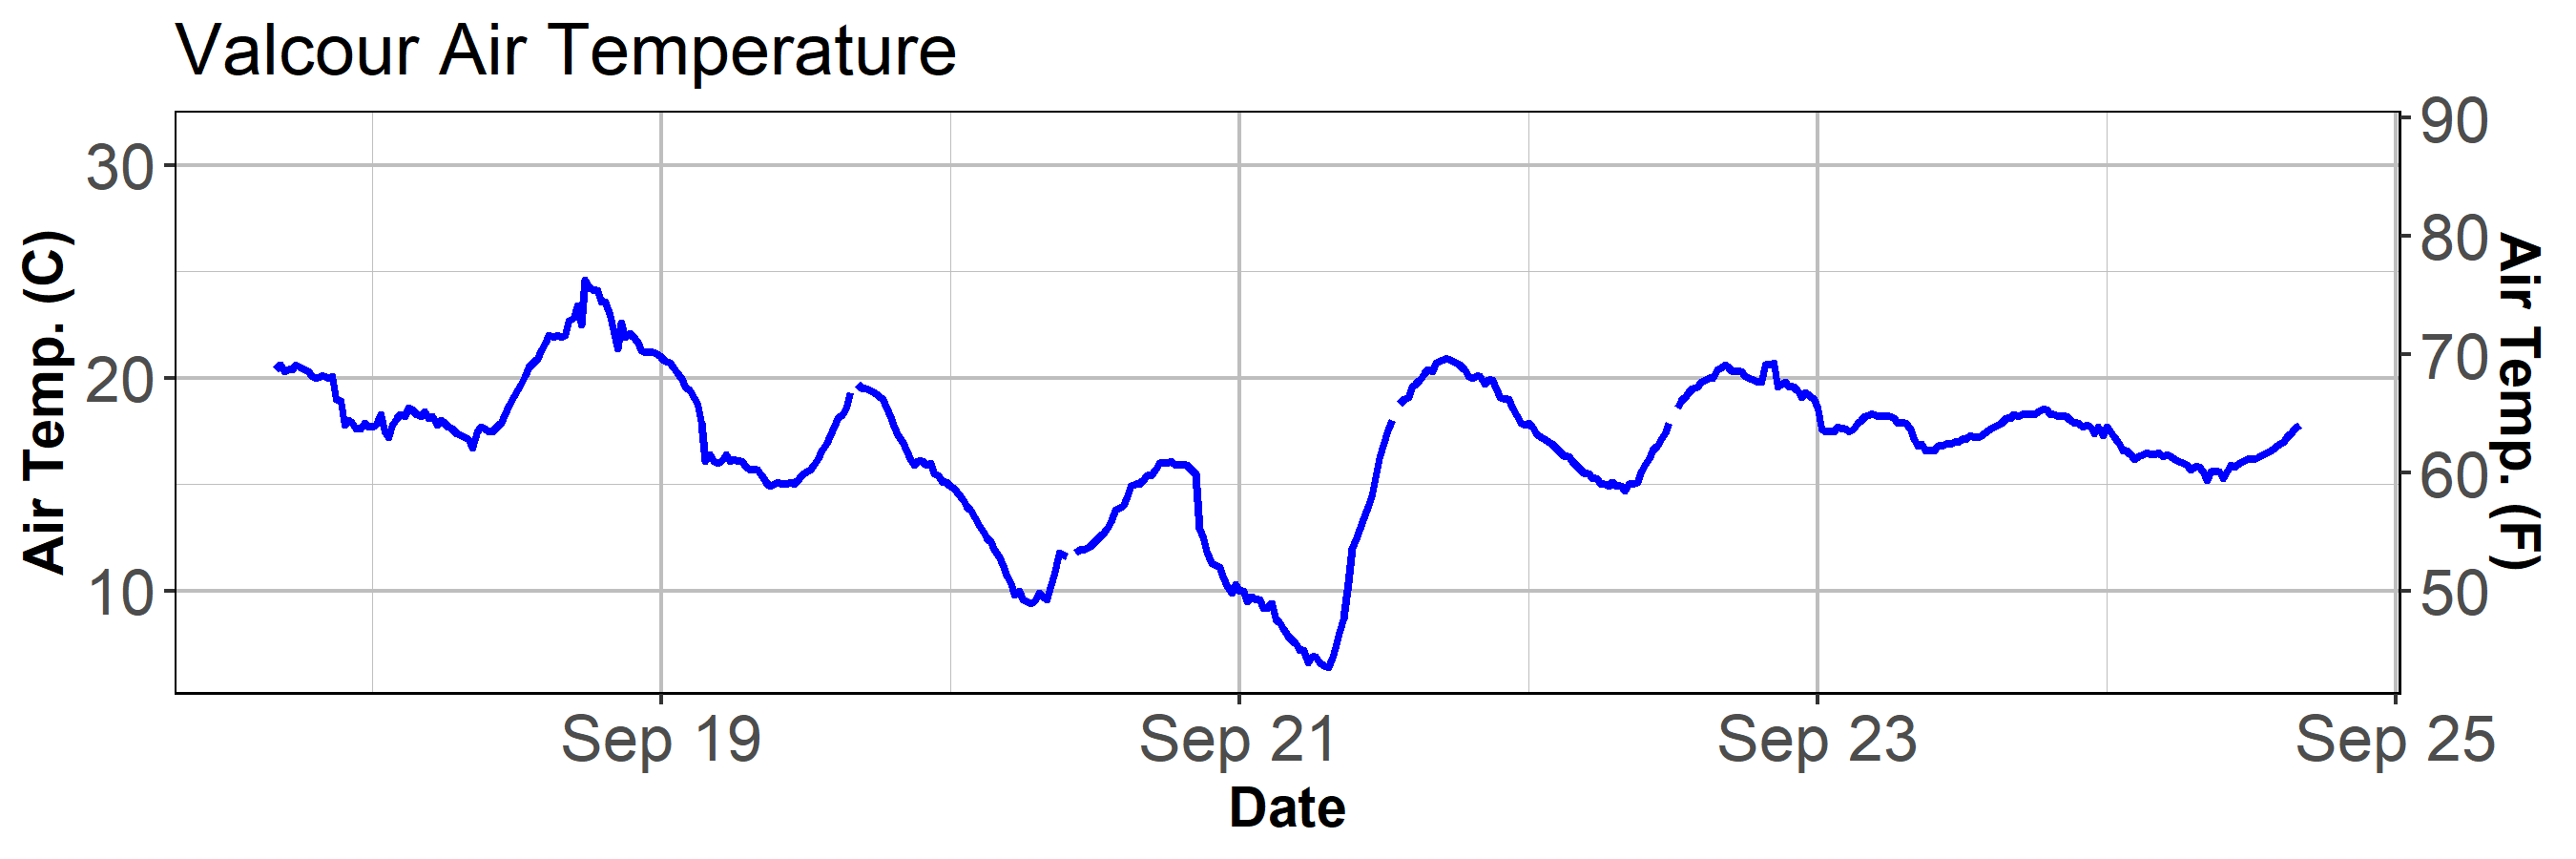 Valcour Air Temperature
Air Temp. (C)
30
20
10
90
80
70
60
50
Air Temp. (F)
Sep 19
Sep 21
Sep 23
Sep 25
Date